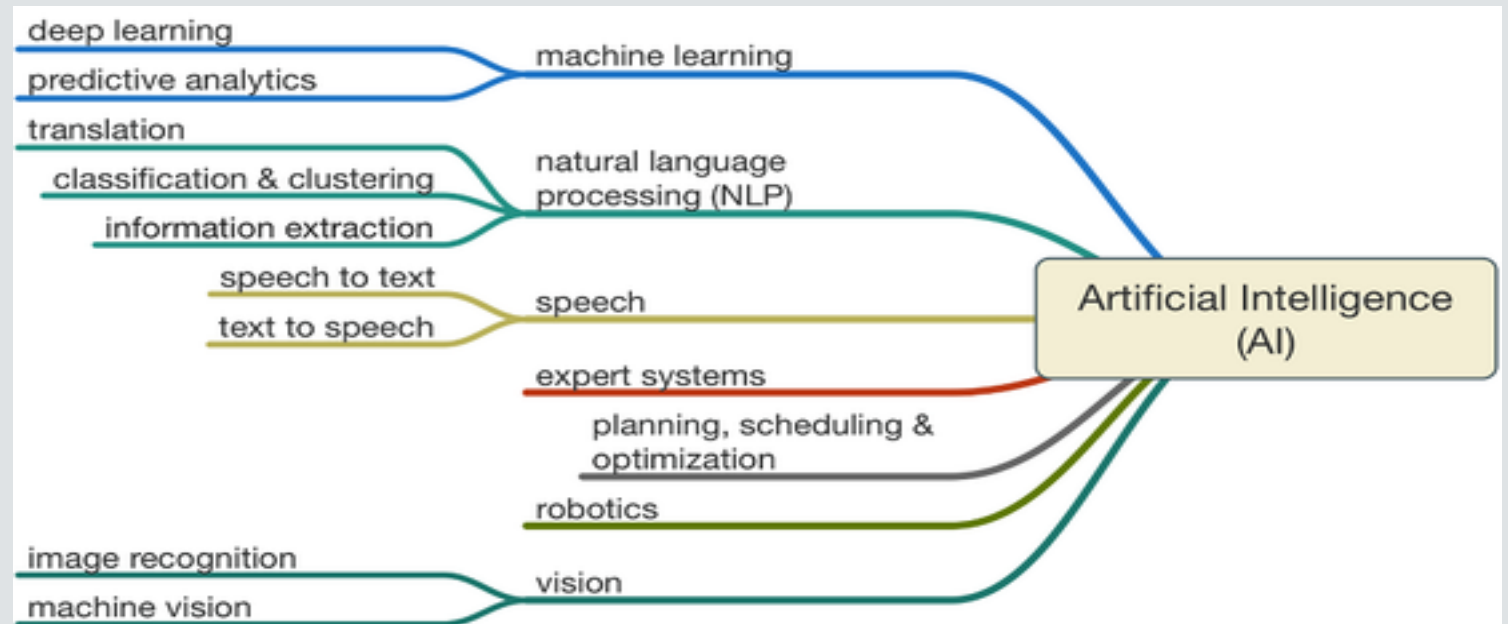 deep learning
machine learning
predictive analytics
translation
natural language
processing (NLP)
classification & clustering
information extraction
speech to text
speech
text to speech
Artificial Intelligence
(AI)
expert systems
planning, scheduling &
optimization
robotics
image recognition
vision
machine vision